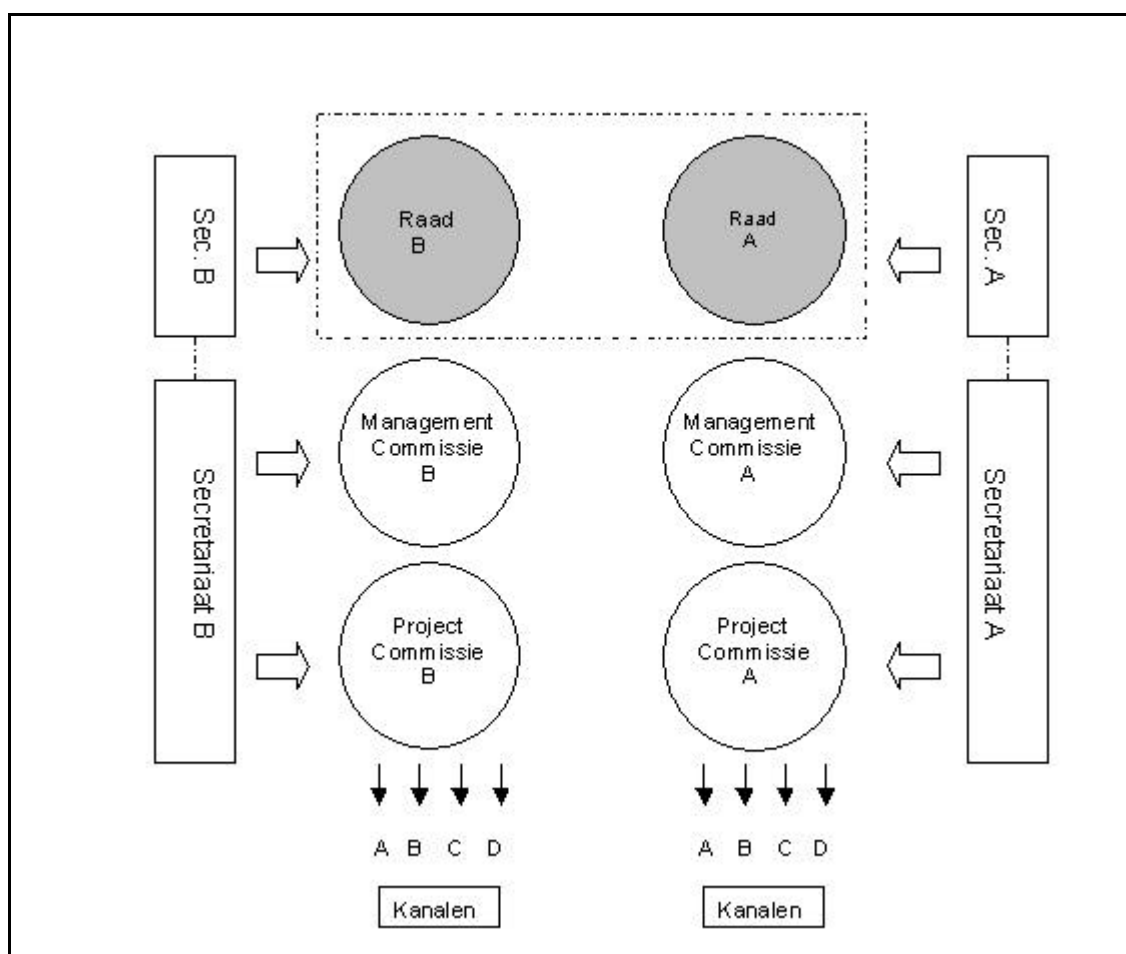 Sec. B
Raad
B
Raad
A
Sec. A
Secretariaat B
Management
Commissie
B
Management
Commissie
A
Secretariaat A
Project
Commissie
B
Project
Commissie
A
A B C D
A B C D
Kanalen
Kanalen